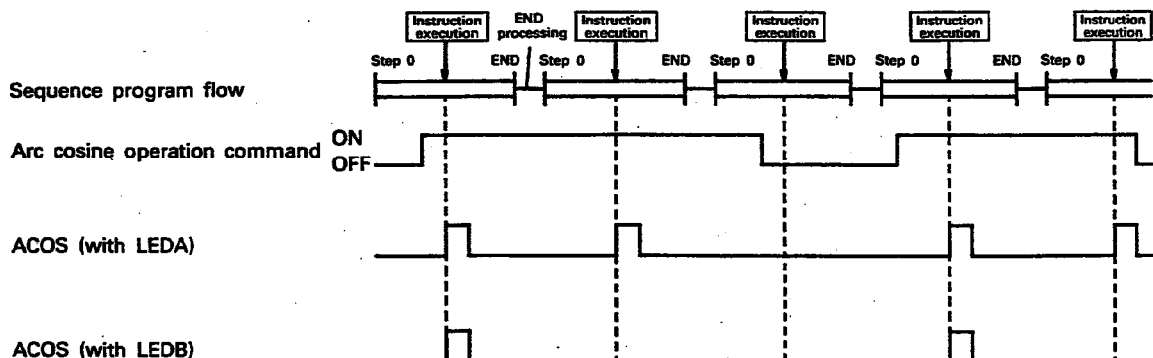 Instruction execution
END processing
Instruction execution
Instruction execution
Instruction execution
Instruction execution
Step 0 END Step 0 END Step 0 END Step 0 END Step 0
Sequence program flow
Arc cosine operation command ON
OFF
ACOS (with LEDA)
ACOS (with LEDB)